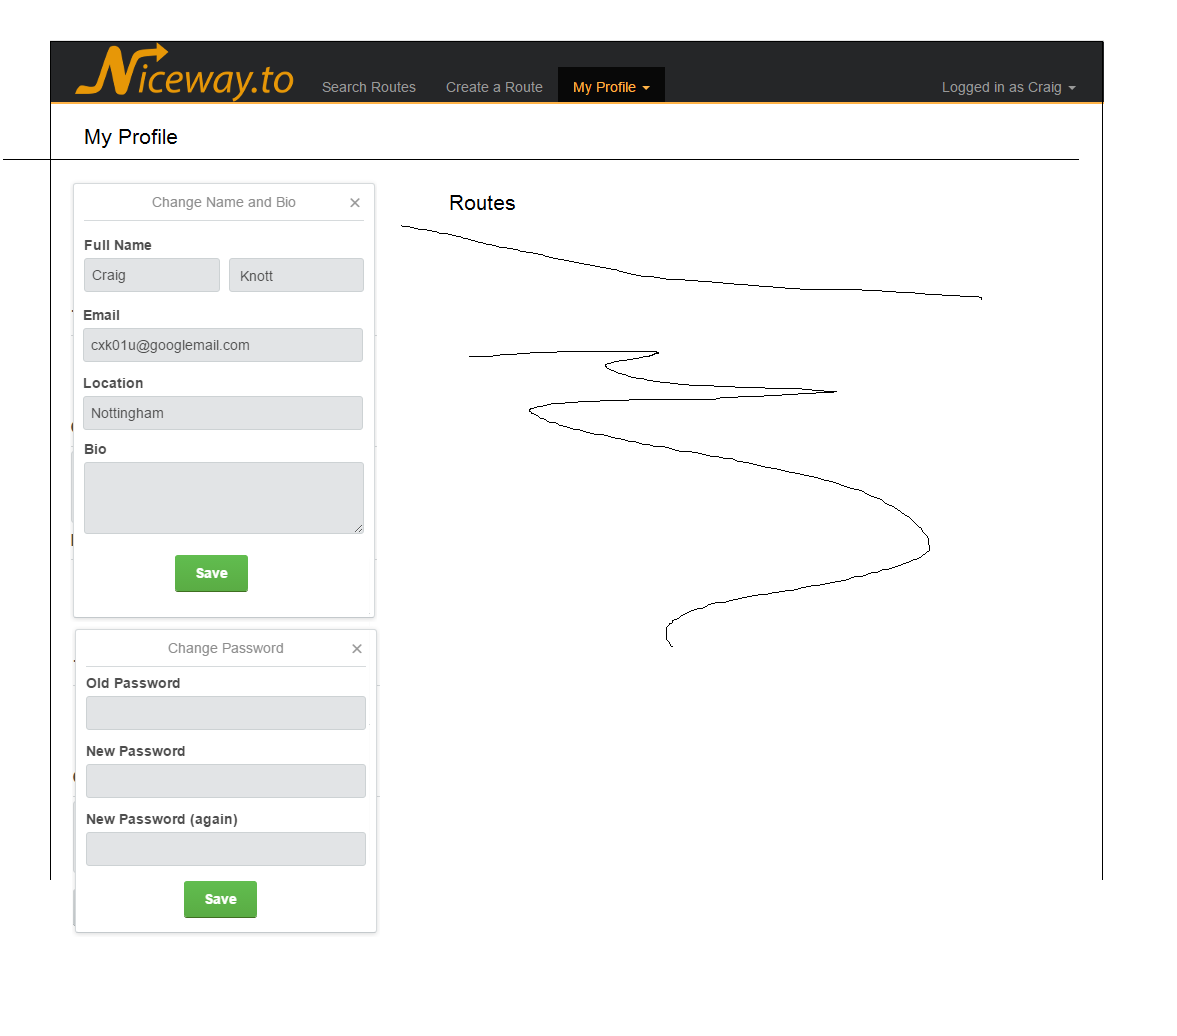 Niceway.to
Search Routes Create a Route My Profile Logged in as Craig
My Profile
Change Name and Bio ×
Full Name
Craig Knott
Email
cxk01u@googlemail.com
Location
Nottingham
Bio
Save
Change Password ×
Old Password
New Password
New Password (again)
Save
Routes